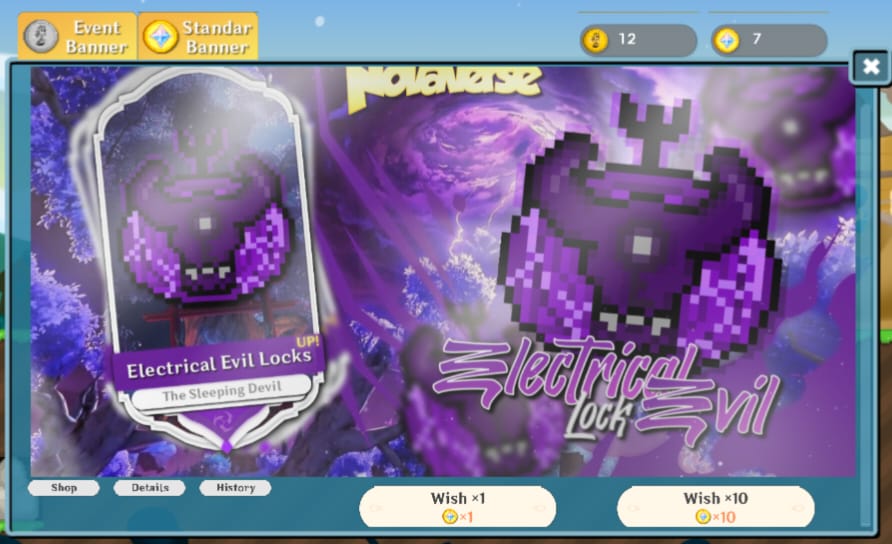 Event
Banner
Standar
Banner
12
7
Novaverse
UP!
Electrical Evil Locks
The Sleeping Devil
Electrical
Lock Evil
Shop
Details
History
Wish ×1
×1
Wish ×10
×10